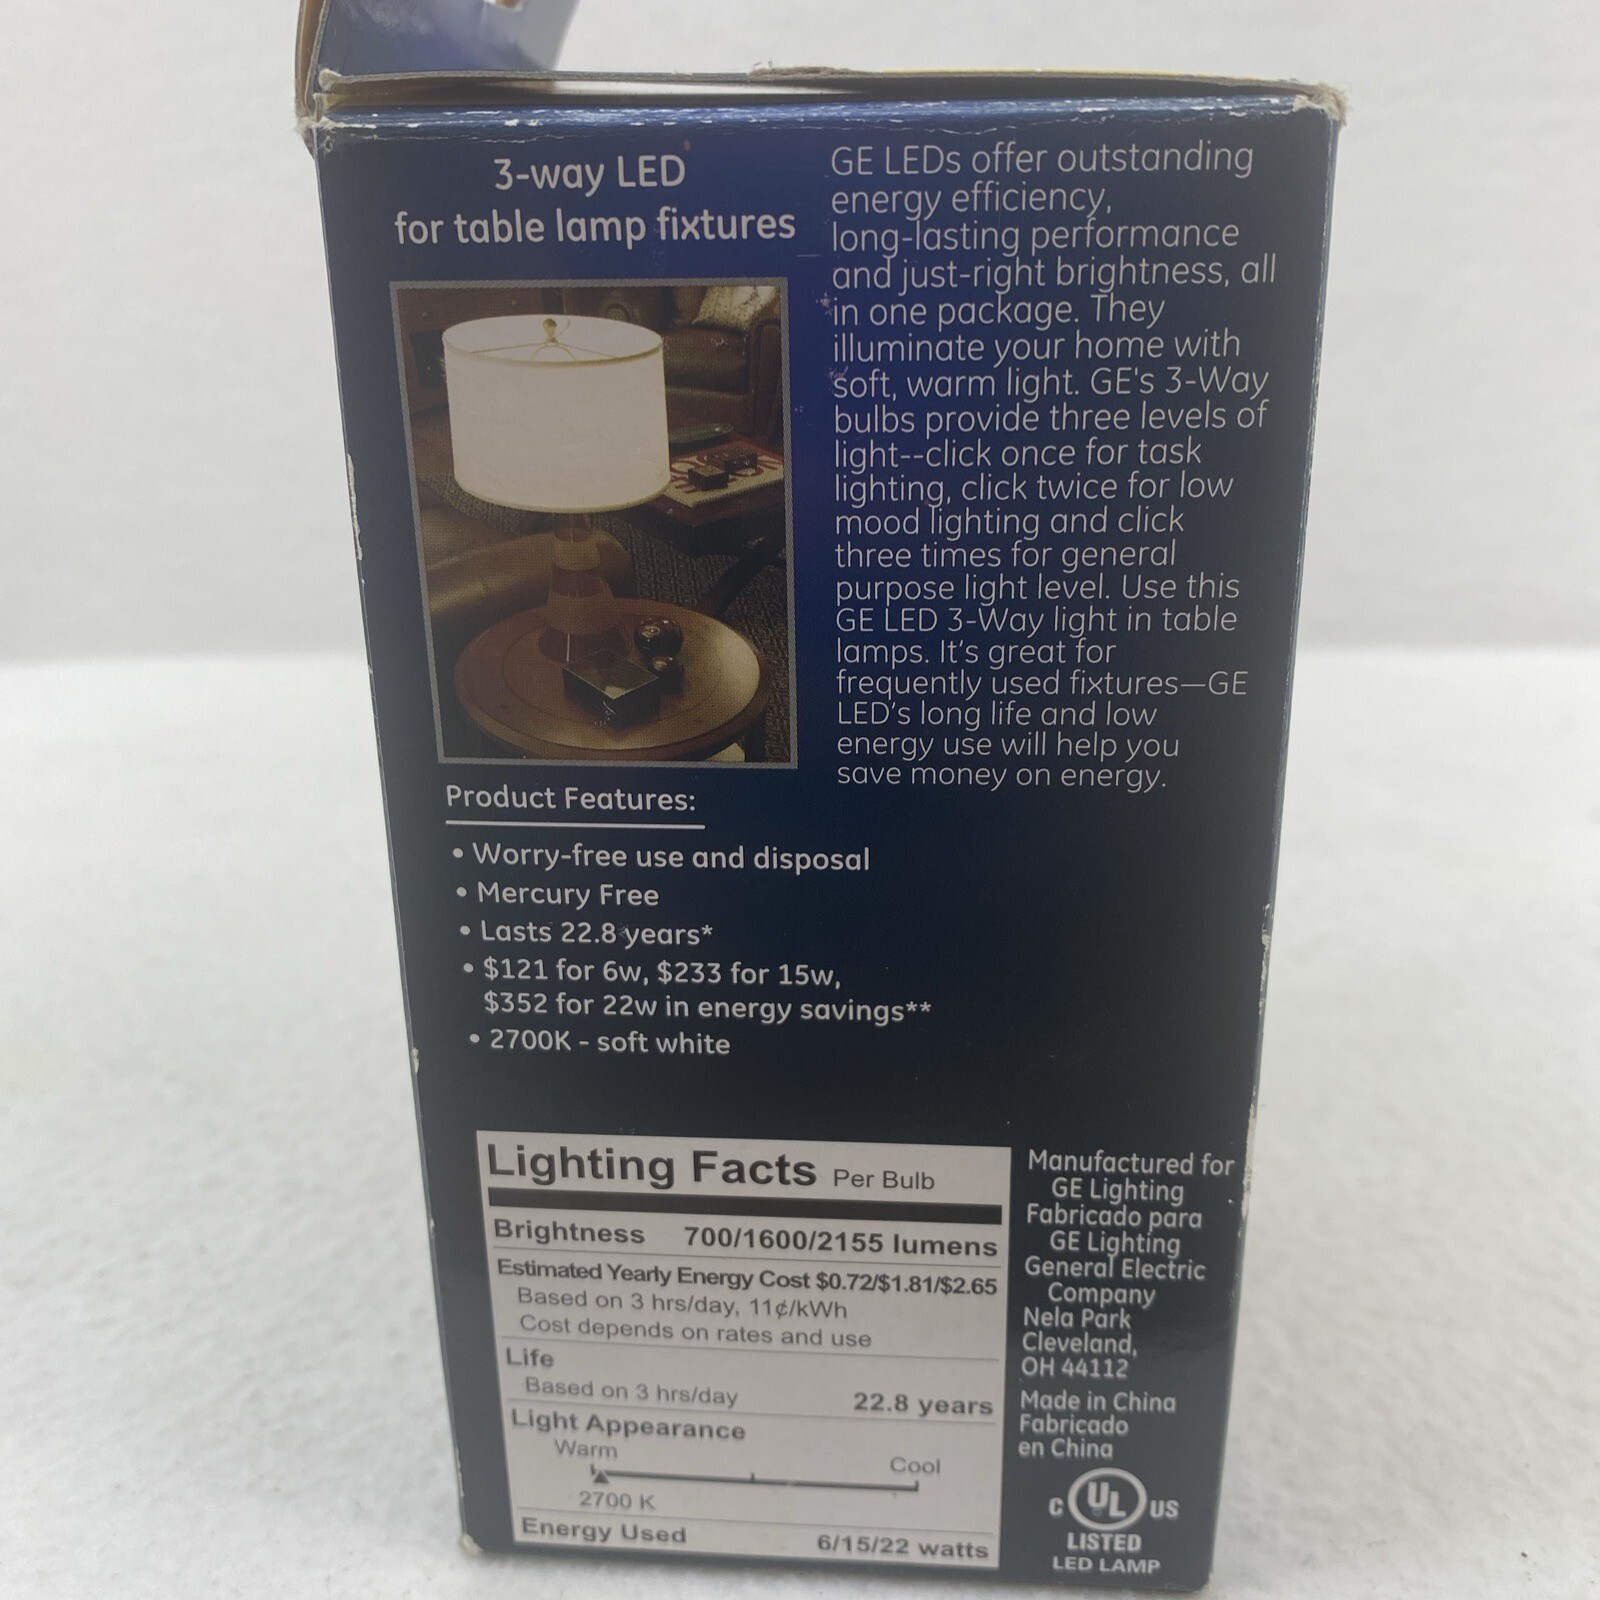 3-way LED
for table lamp fixtures
GE LEDs offer outstanding
energy efficiency,
long-lasting performance
and just-right brightness, all
in one package. They
illuminate your home with
soft, warm light. GE's 3-Way
bulbs provide three levels of
light--click once for task
lighting, click twice for low
mood lighting and click
three times for general
purpose light level. Use this
GE LED 3-Way light in table
lamps. It's great for
frequently used fixtures—GE
LED's long life and low
energy use will help you
save money on energy.
Product Features:
• Worry-free use and disposal
• Mercury Free
• Lasts 22.8 years*
• $121 for 6w, $233 for 15w,
$352 for 22w in energy savings**
• 2700K - soft white
Lighting Facts Per Bulb
Brightness 700/1600/2155 lumens
Estimated Yearly Energy Cost $0.72/$1.81/$2.65
Based on 3 hrs/day, 11¢/kWh
Cost depends on rates and use
Life
Based on 3 hrs/day 22.8 years
Light Appearance
Warm Cool
2700 K
Energy Used 6/15/22 watts
Manufactured for
GE Lighting
Fabricado para
GE Lighting
General Electric
Company
Nela Park
Cleveland,
OH 44112
Made in China
Fabricado
en China
C UL US
LISTED
LED LAMP